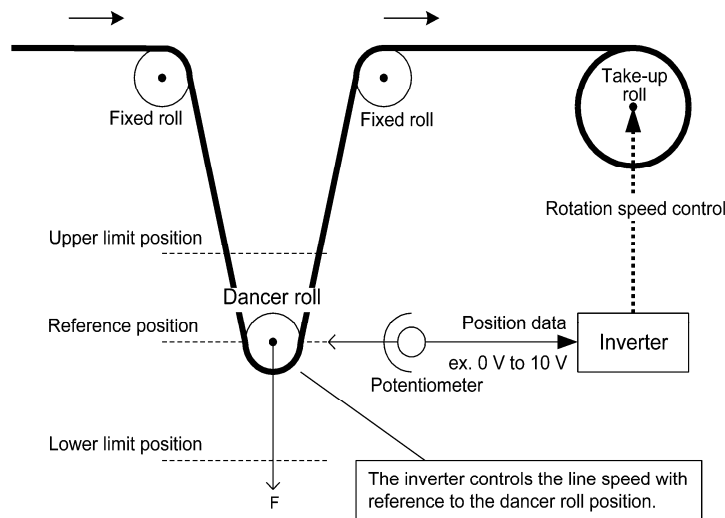 Take-up
roll
Fixed roll
Fixed roll
Rotation speed control
Upper limit position
Dancer roll
Reference position
Position data
Inverter
ex. 0 V to 10 V
Potentiometer
Lower limit position
The inverter controls the line speed with
reference to the dancer roll position.
F